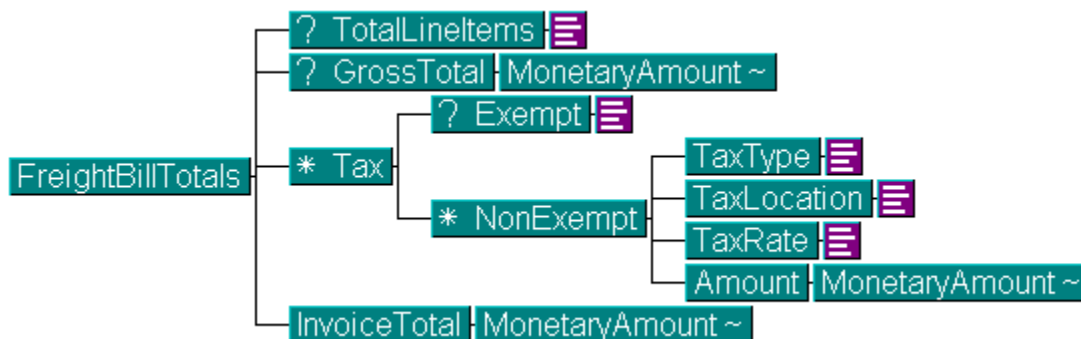 ? TotalLineItems
? GrossTotal MonetaryAmount ~
? Exempt
FreightBillTotals
* Tax
TaxType
TaxLocation
* NonExempt
TaxRate
Amount MonetaryAmount ~
InvoiceTotal MonetaryAmount ~